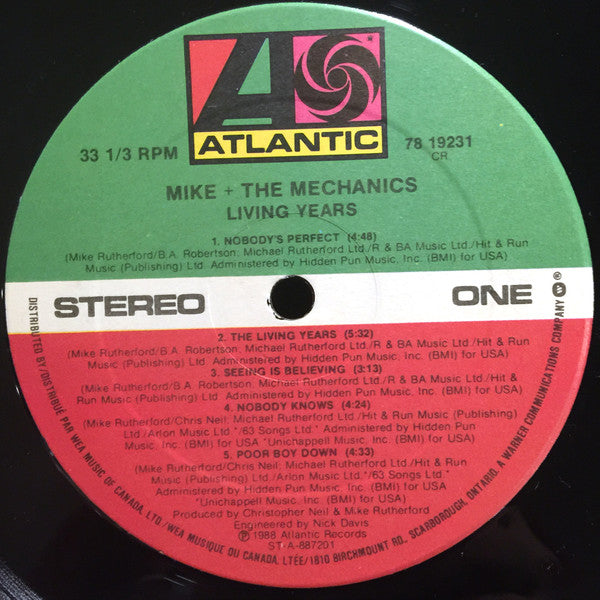 ATLANTIC
33 1/3 RPM
78 19231
CR
MIKE + THE MECHANICS
LIVING YEARS
1. NOBODY'S PERFECT (4:48)
(Mike Rutherford/B.A. Robertson: Michael Rutherford Ltd./R & BA Music Ltd./Hit & Run
Music (Publishing) Ltd. Administered by Hidden Pun Music, Inc. (BMI) for USA)
STEREO
ONE
2. THE LIVING YEARS (5:32)
(Mike Rutherford/B.A. Robertson: Michael Rutherford Ltd./R & BA Music Ltd./Hit & Run
Music (Publishing) Ltd. Administered by Hidden Pun Music, Inc. (BMI) for USA)
3. SEEING IS BELIEVING (3:13)
(Mike Rutherford/B.A. Robertson: Michael Rutherford Ltd./R & BA Music Ltd./Hit & Run
Music (Publishing) Ltd. Administered by Hidden Pun Music, Inc. (BMI) for USA)
4. NOBODY KNOWS (4:24)
(Mike Rutherford/Chris Neil: Michael Rutherford Ltd./Hit & Run Music (Publishing)
Ltd./Arlon Music Ltd.*/63 Songs Ltd.* Administered by Hidden Pun
Music, Inc. (BMI) for USA *Unichappell Music, Inc. (BMI) for USA)
5. POOR BOY DOWN (4:33)
(Mike Rutherford/Chris Neil: Michael Rutherford Ltd./Hit & Run
Music (Publishing) Ltd./Arlon Music Ltd.*/63 Songs Ltd.*
Administered by Hidden Pun Music, Inc. (BMI) for USA
*Unichappell Music, Inc. (BMI) for USA)
Produced by Christopher Neil & Mike Rutherford
Engineered by Nick Davis
℗1988 Atlantic Records
ST-A-887201
DISTRIBUTED BY/DISTRIBUÉ PAR WEA MUSIC OF CANADA, LTD./WEA MUSIQUE DU CANADA, LTÉE/1810 BIRCHMOUNT RD., SCARBOROUGH, ONTARIO, A WARNER COMMUNICATIONS COMPANY ®